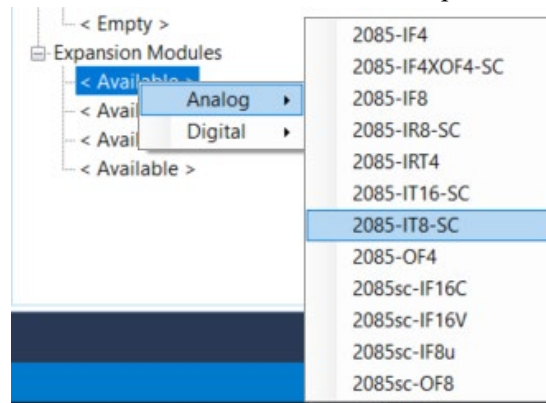 < Empty >
Expansion Modules
< Available >
< Avail
< Avail
< Available >
Analog
Digital
2085-IF4
2085-IF4XOF4-SC
2085-IF8
2085-IR8-SC
2085-IRT4
2085-IT16-SC
2085-IT8-SC
2085-OF4
2085sc-IF16C
2085sc-IF16V
2085sc-IF8u
2085sc-OF8